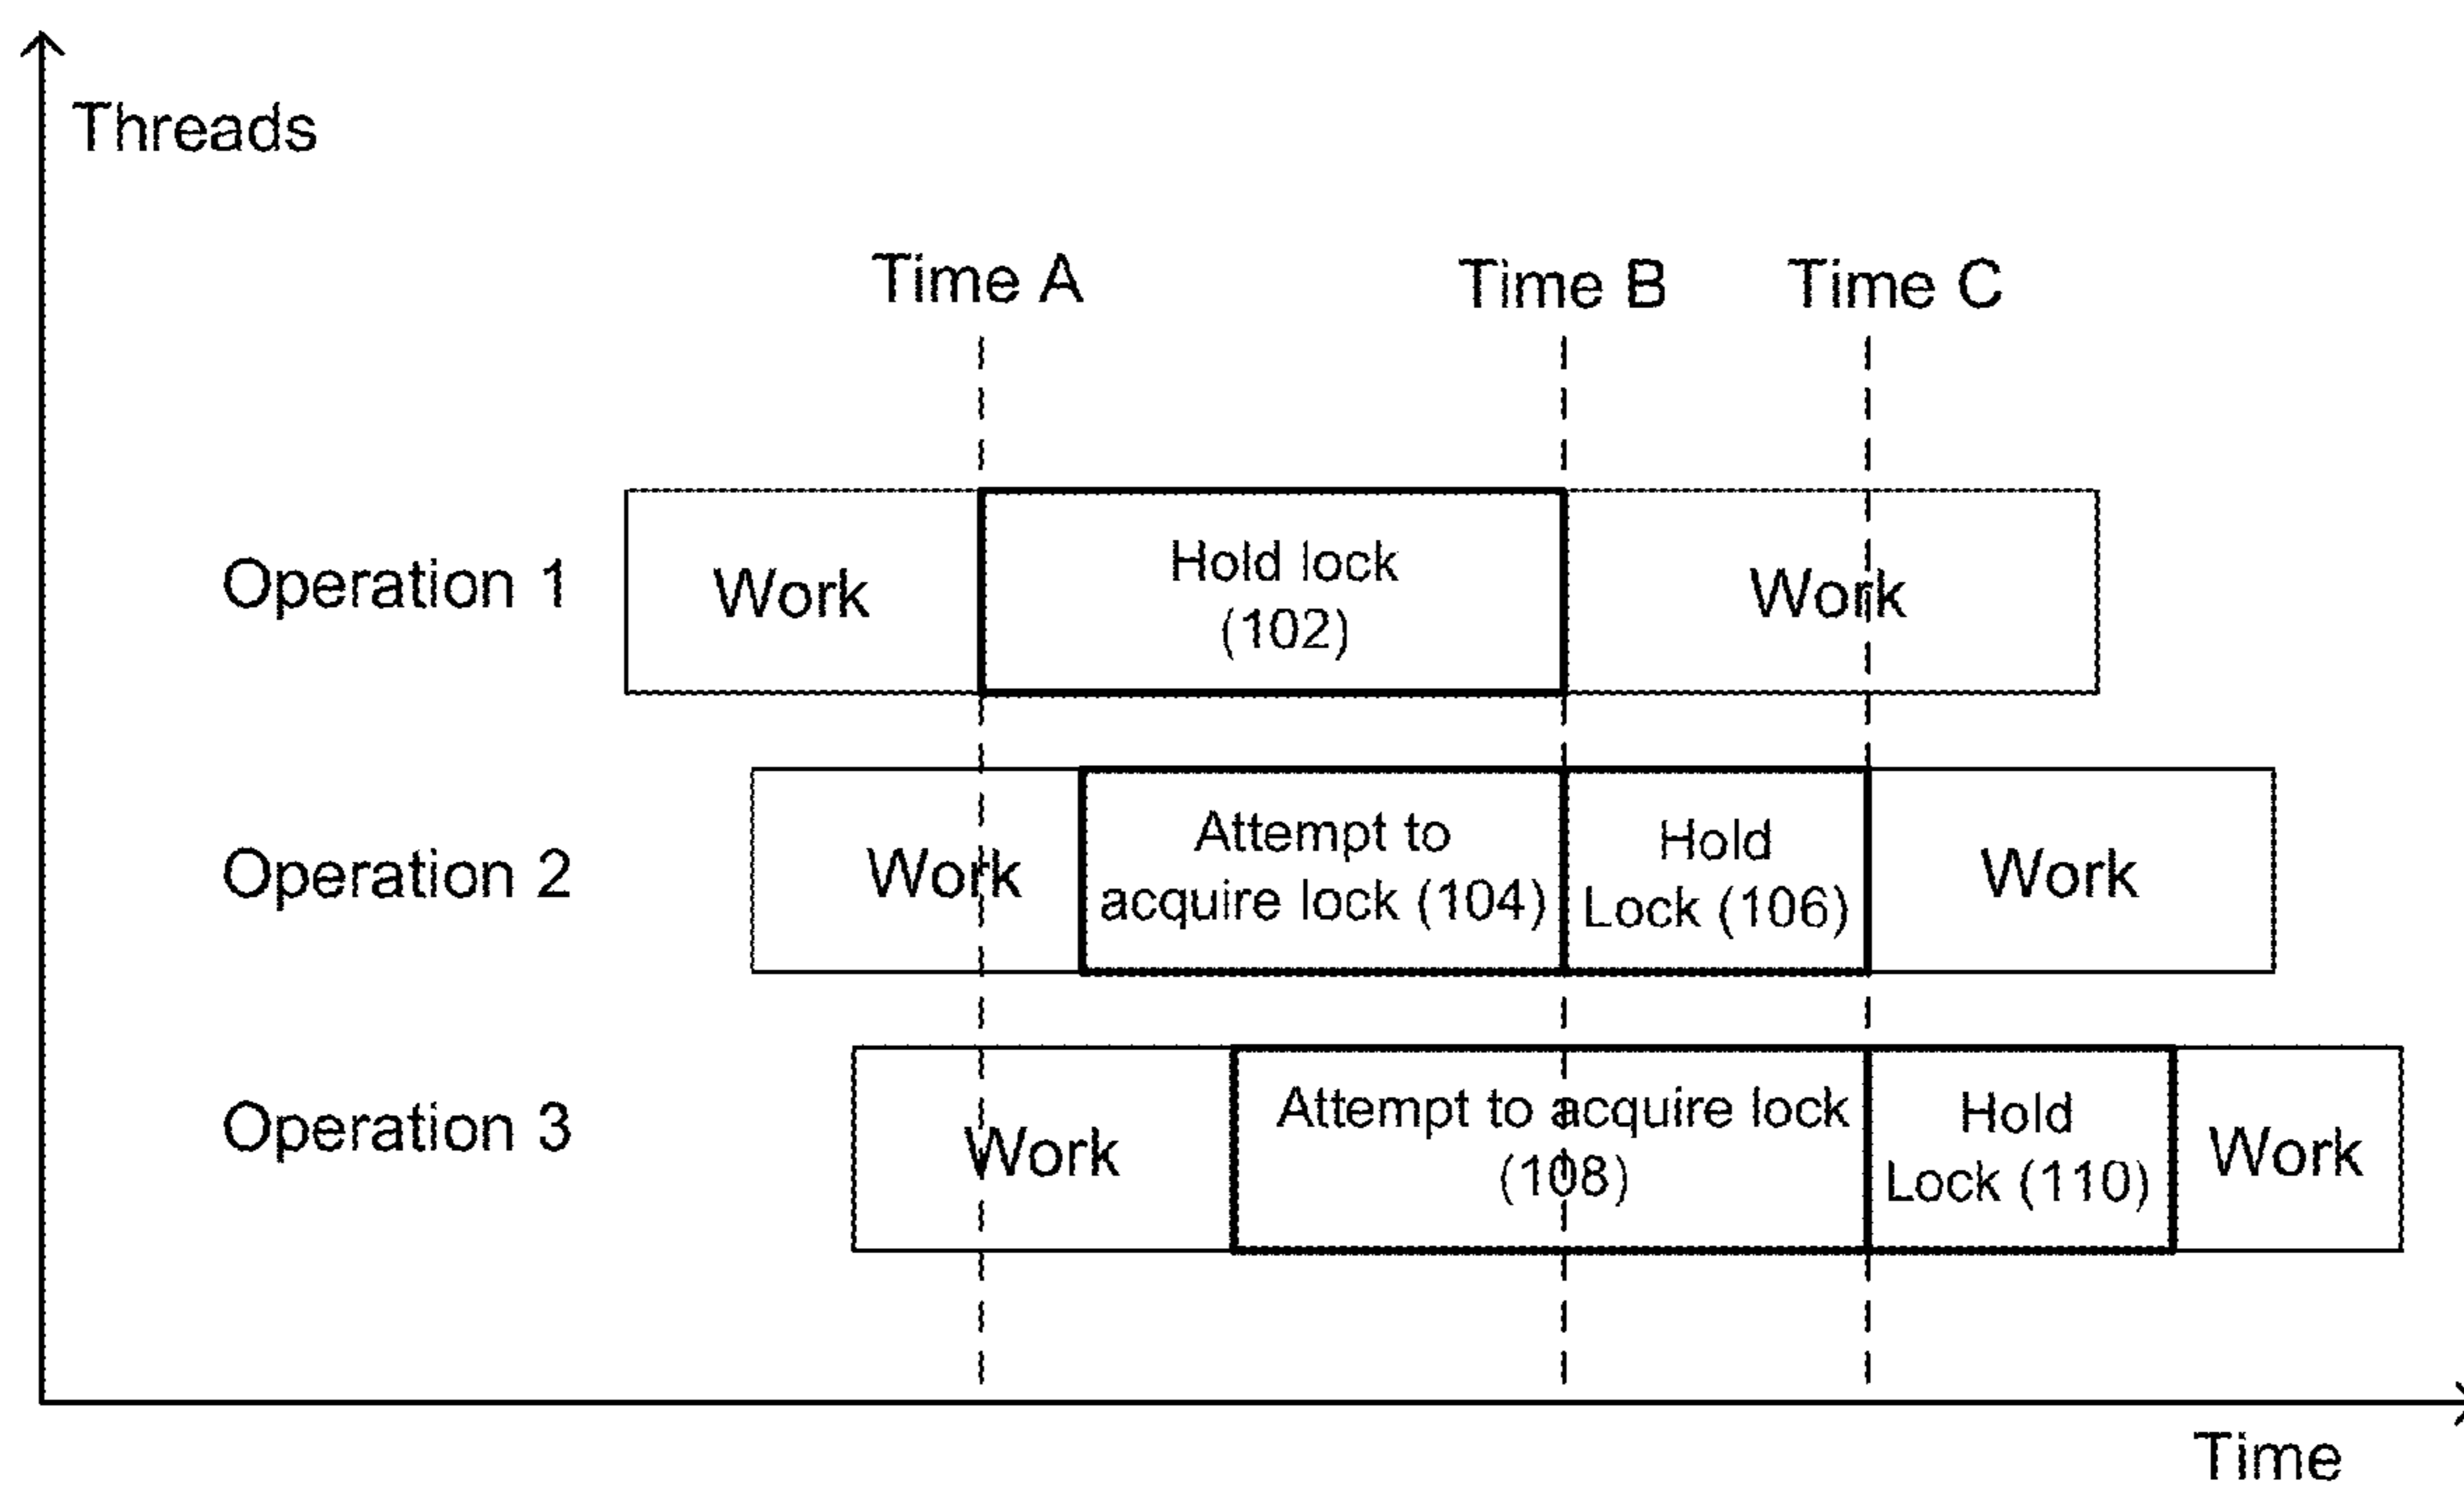 Threads
Time A
Time B
Time C
Operation 1
Work
Hold lock
(102)
Work
Operation 2
Work
Attempt to
acquire lock (104)
Hold
Lock (106)
Work
Operation 3
Work
Attempt to acquire lock
(108)
Hold
Lock (110)
Work
Time